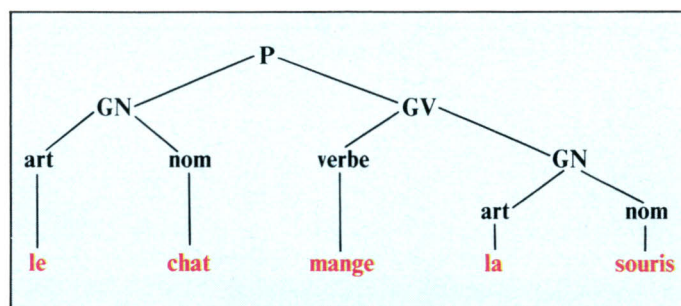 P
GN GV
art nom verbe GN
art nom
le chat mange la souris